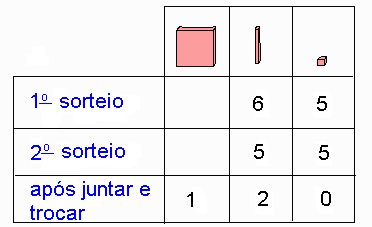 1º sorteio 6 5
2º sorteio 5 5
após juntar e
trocar 1 2 0